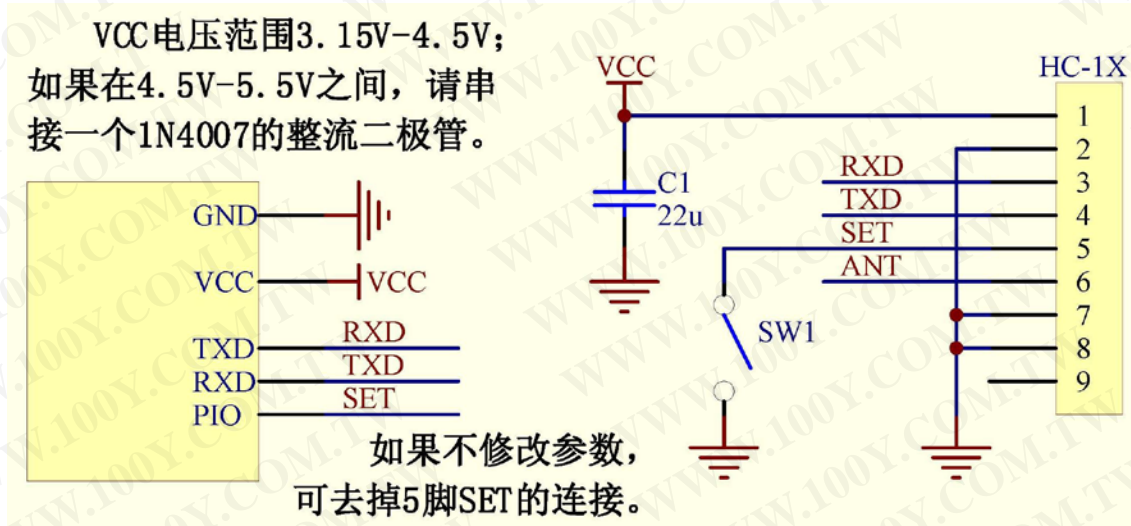 VCC电压范围3.15V-4.5V;
如果在4.5V-5.5V之间，请串
接一个1N4007的整流二极管。
GND
VCC
VCC
TXD
RXD
RXD
TXD
PIO
SET
如果不修改参数，
可去掉5脚SET的连接。
VCC
C1
22u
SW1
HC-1X
RXD
TXD
SET
ANT
1
2
3
4
5
6
7
8
9
WWW.100Y.COM.TW